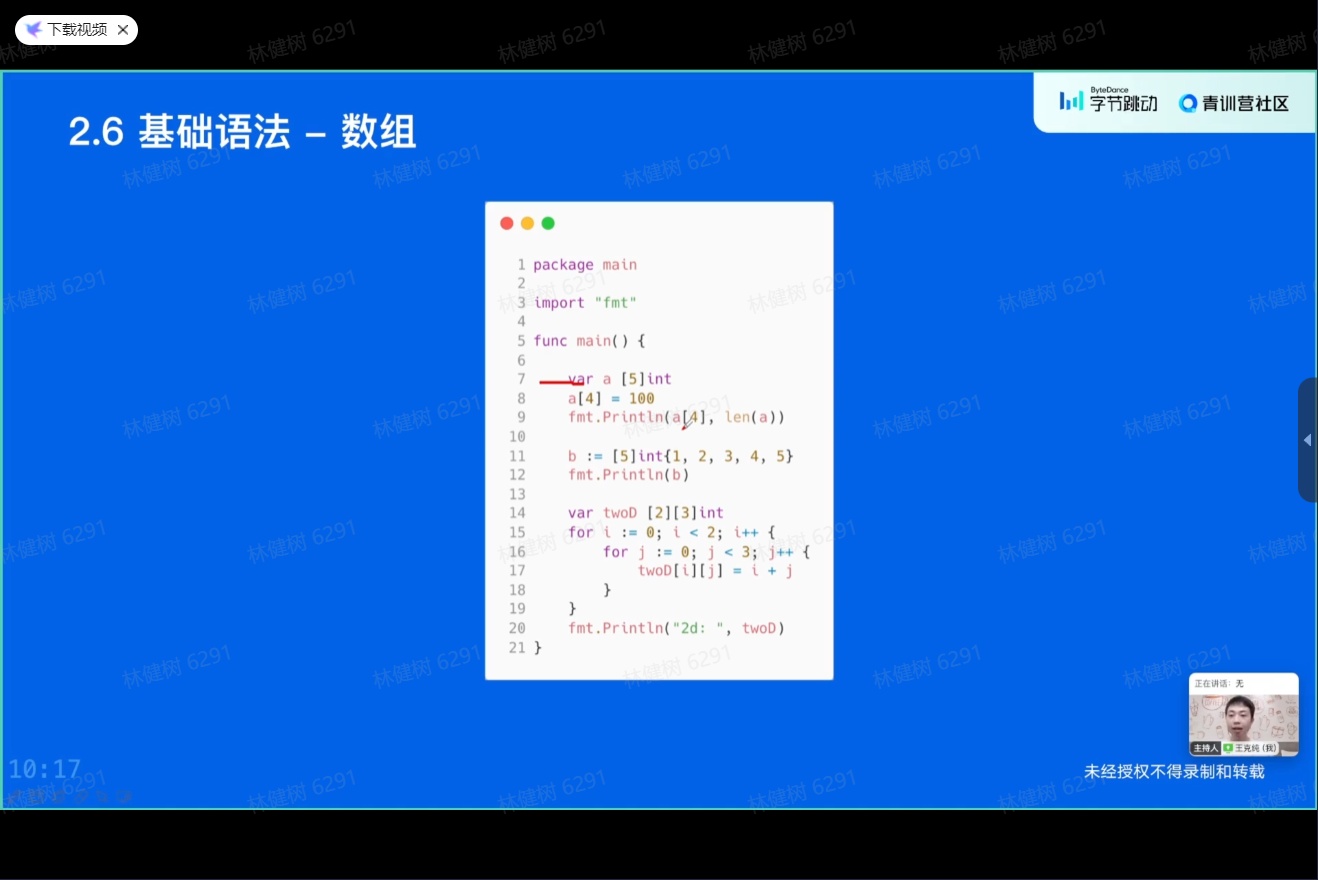 下载视频
ByteDance
字节跳动
青训营社区
2.6 基础语法 – 数组
1 package main
2
3 import "fmt"
4
5 func main() {
6
7 var a [5]int
8 a[4] = 100
9 fmt.Println(a[4], len(a))
10
11 b := [5]int{1, 2, 3, 4, 5}
12 fmt.Println(b)
13
14 var twoD [2][3]int
15 for i := 0; i < 2; i++ {
16 for j := 0; j < 3; j++ {
17 twoD[i][j] = i + j
18 }
19 }
20 fmt.Println("2d: ", twoD)
21 }
正在讲话: 无
主持人 王克纯 (我)
10:17
未经授权不得录制和转载
林健树 6291